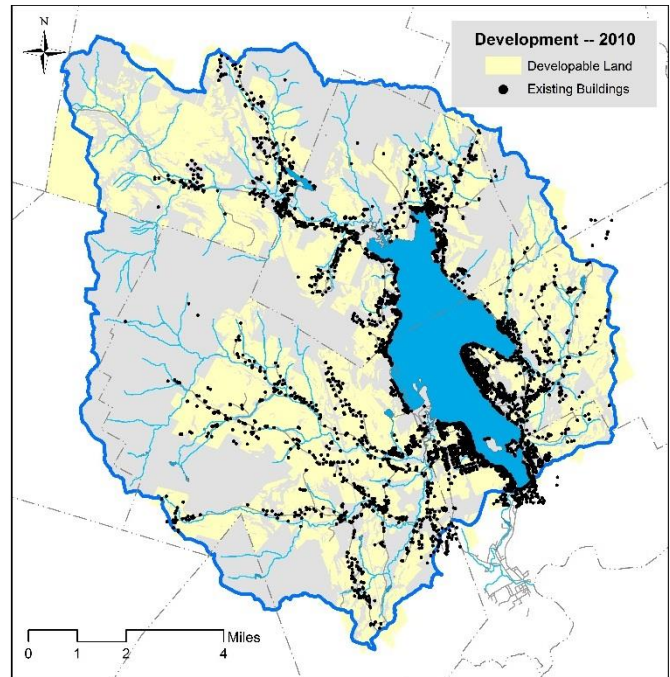 N
Development -- 2010
Developable Land
Existing Buildings
Miles
0 1 2 4